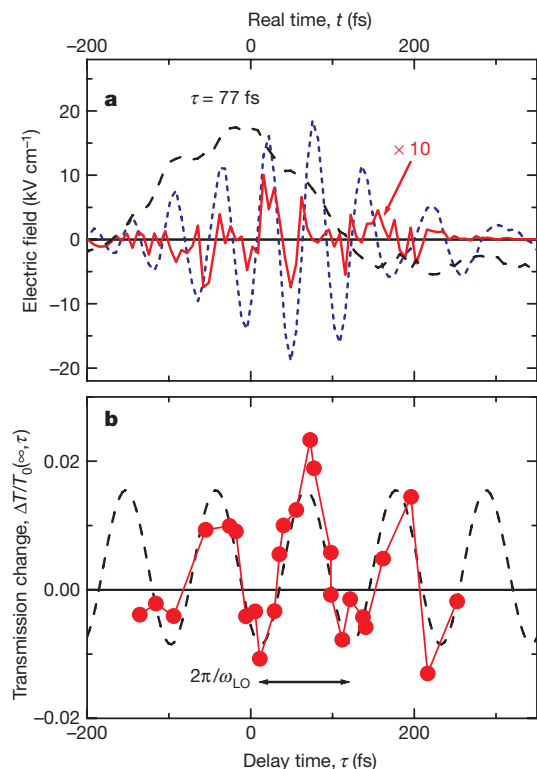 Real time, t (fs)
–200 0 200
a
τ = 77 fs
× 10
20
10
0
–10
–20
Electric field (kV cm⁻¹)
b
0.02
0.00
–0.02
Transmission change, ΔT/T₀(∞,τ)
2π/ω_LO
–200 0 200
Delay time, τ (fs)